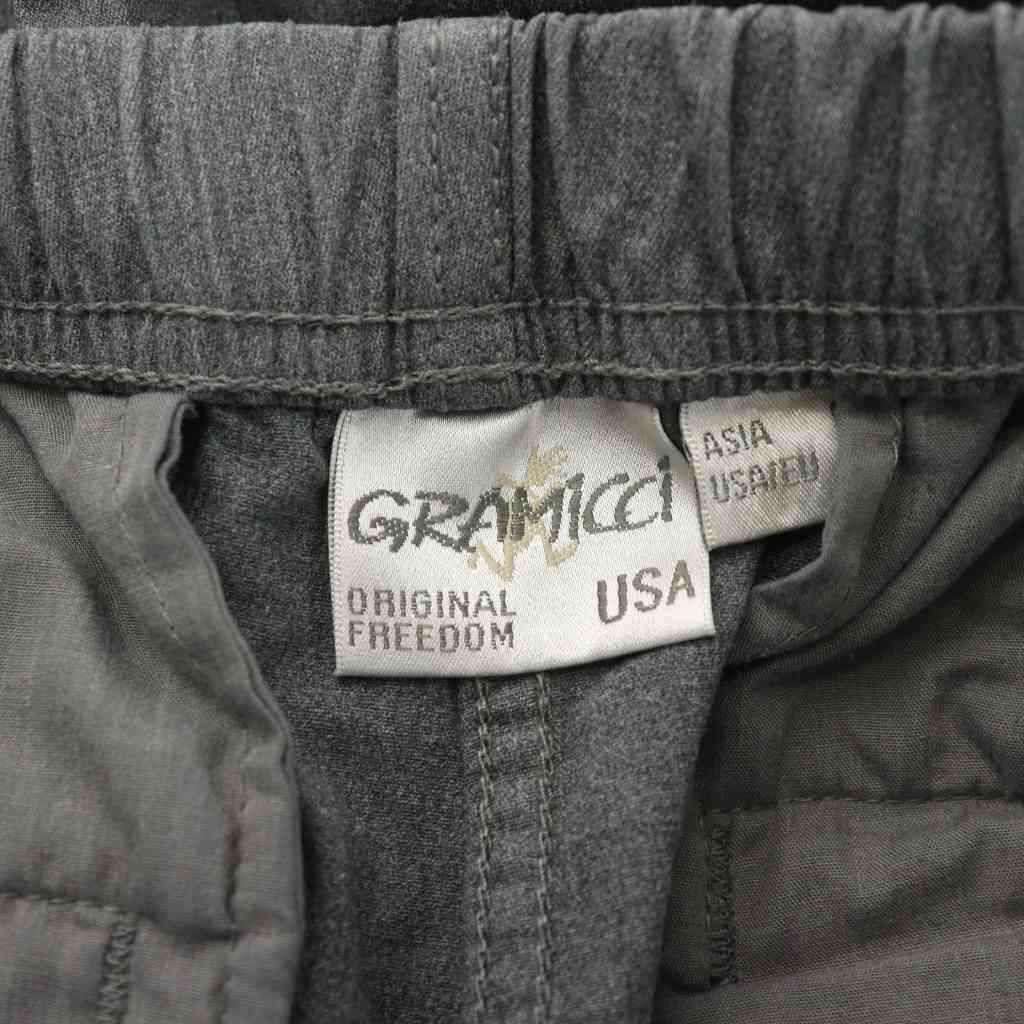 GRAMICCI
ORIGINAL
FREEDOM
USA
ASIA
USA/EU